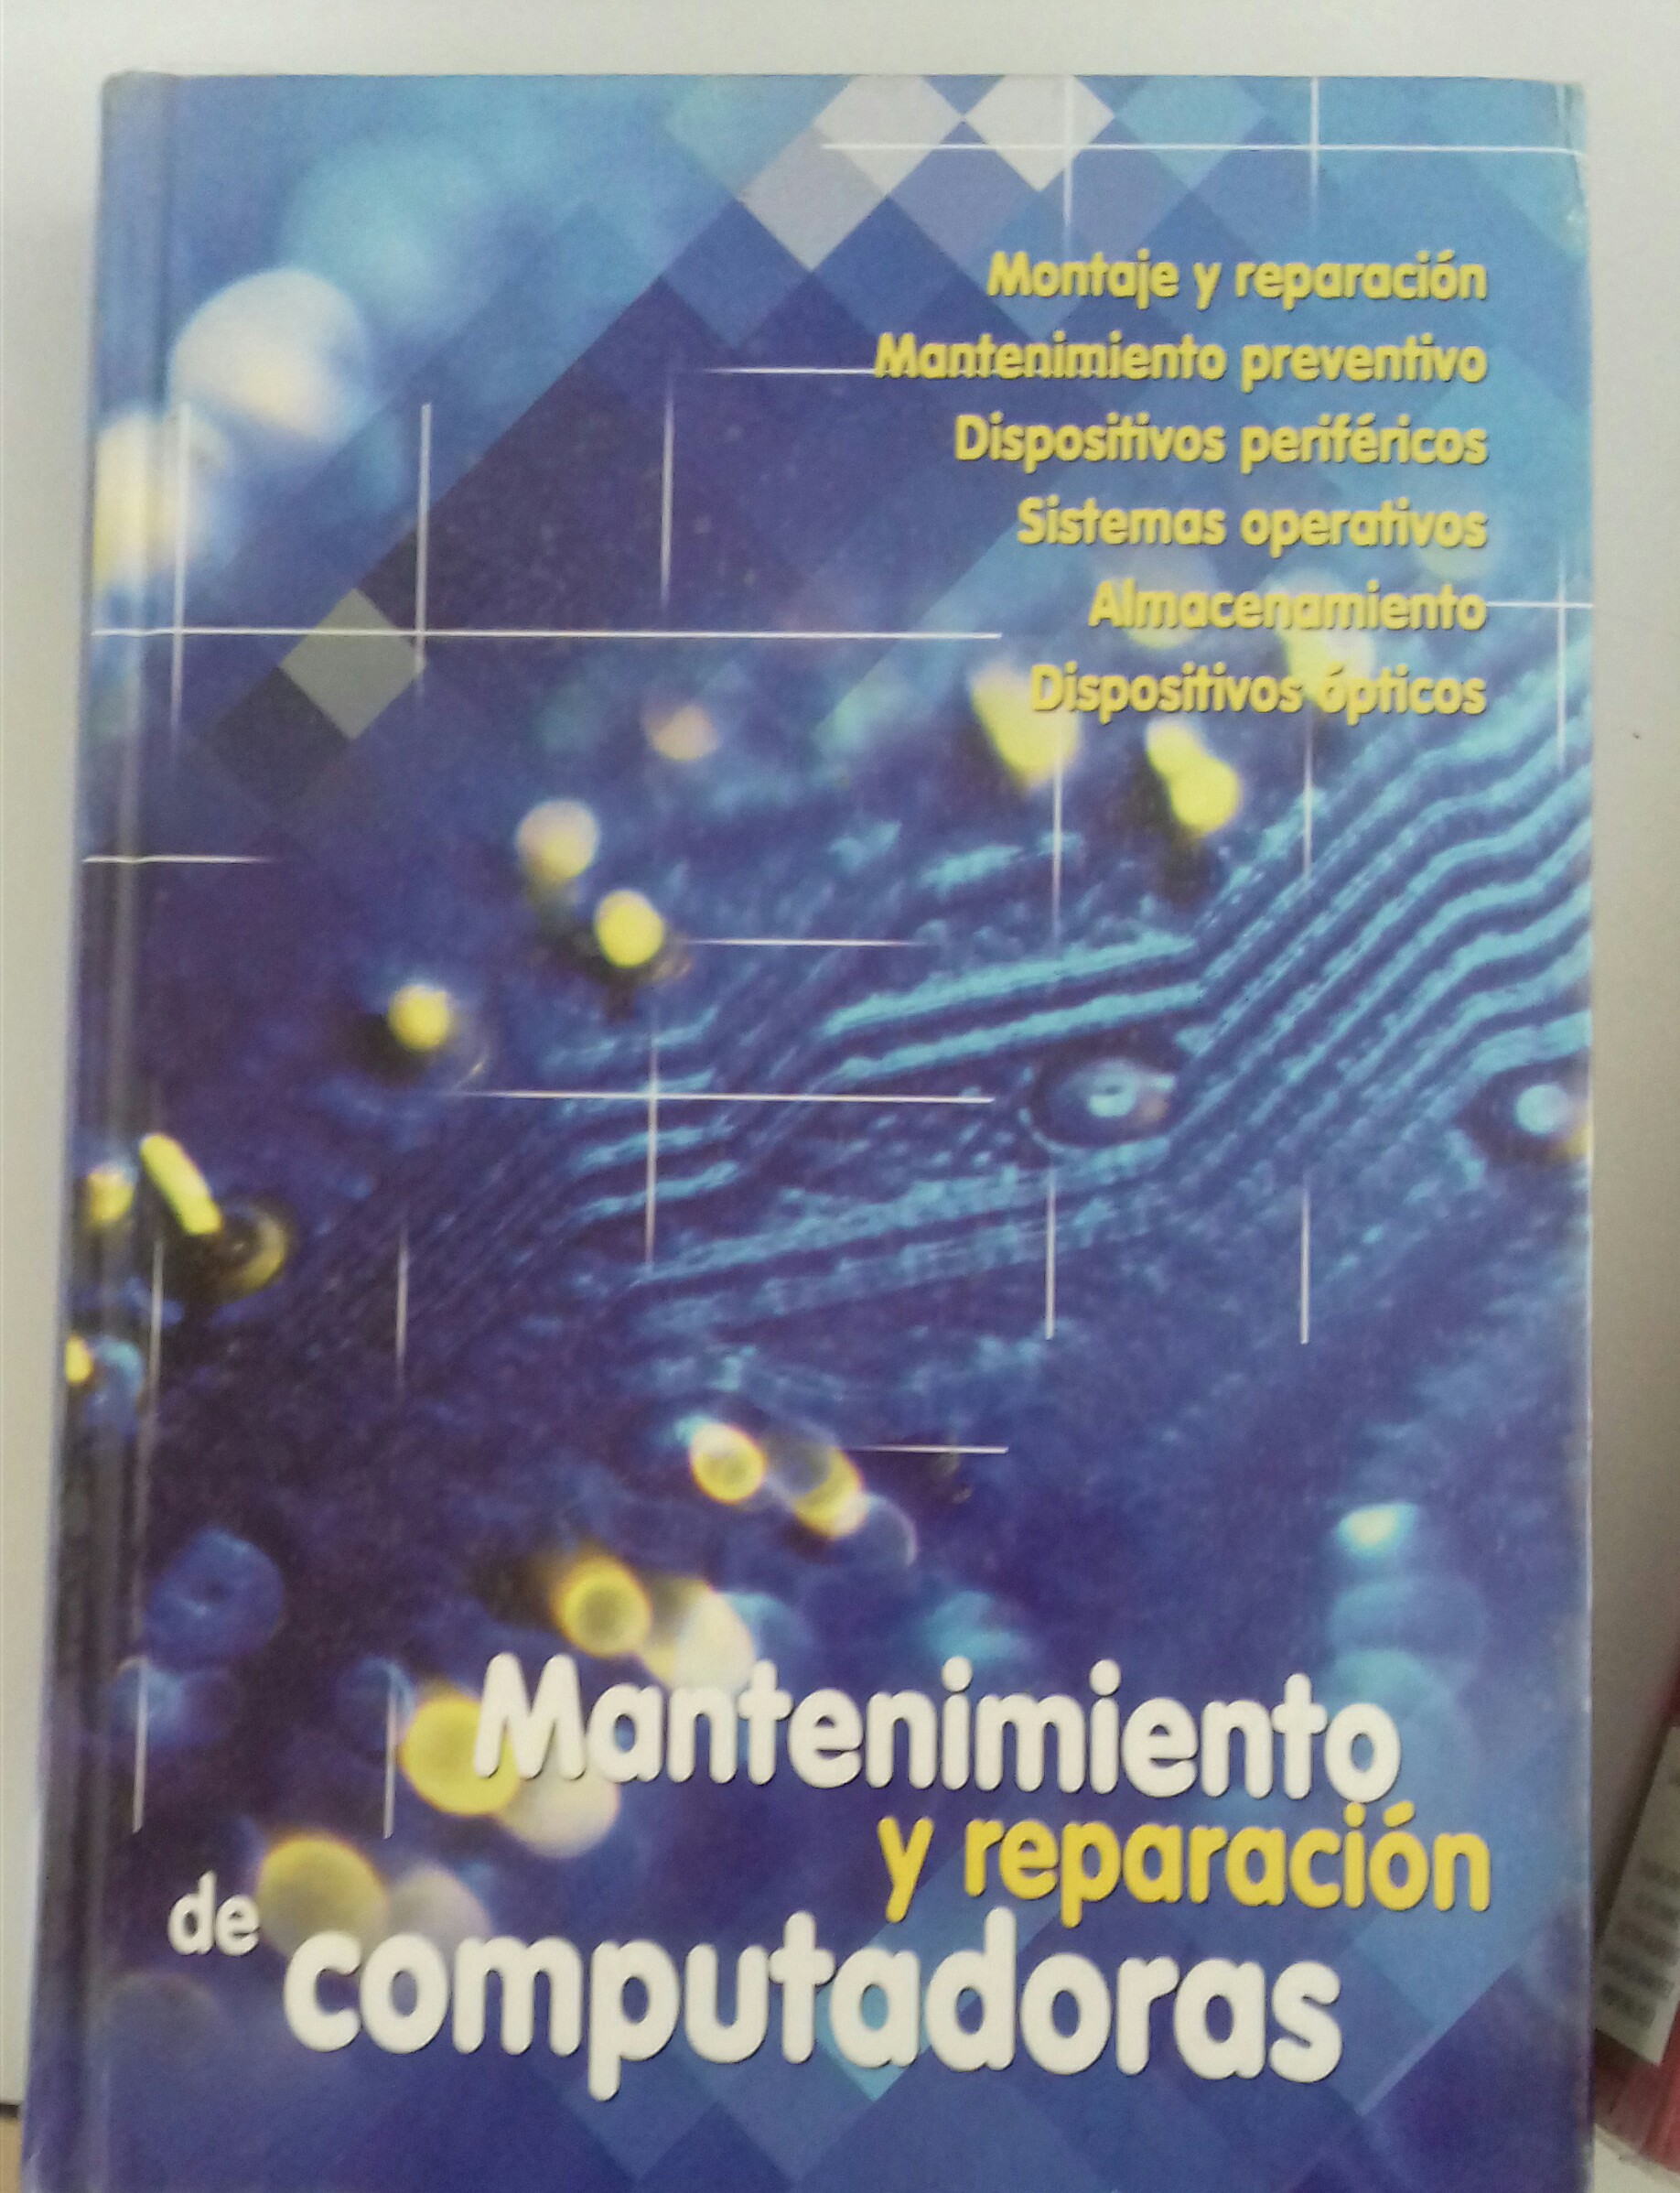 Montaje y reparación
Mantenimiento preventivo
Dispositivos periféricos
Sistemas operativos
Almacenamiento
Dispositivos ópticos
Mantenimiento
y reparación
de computadoras